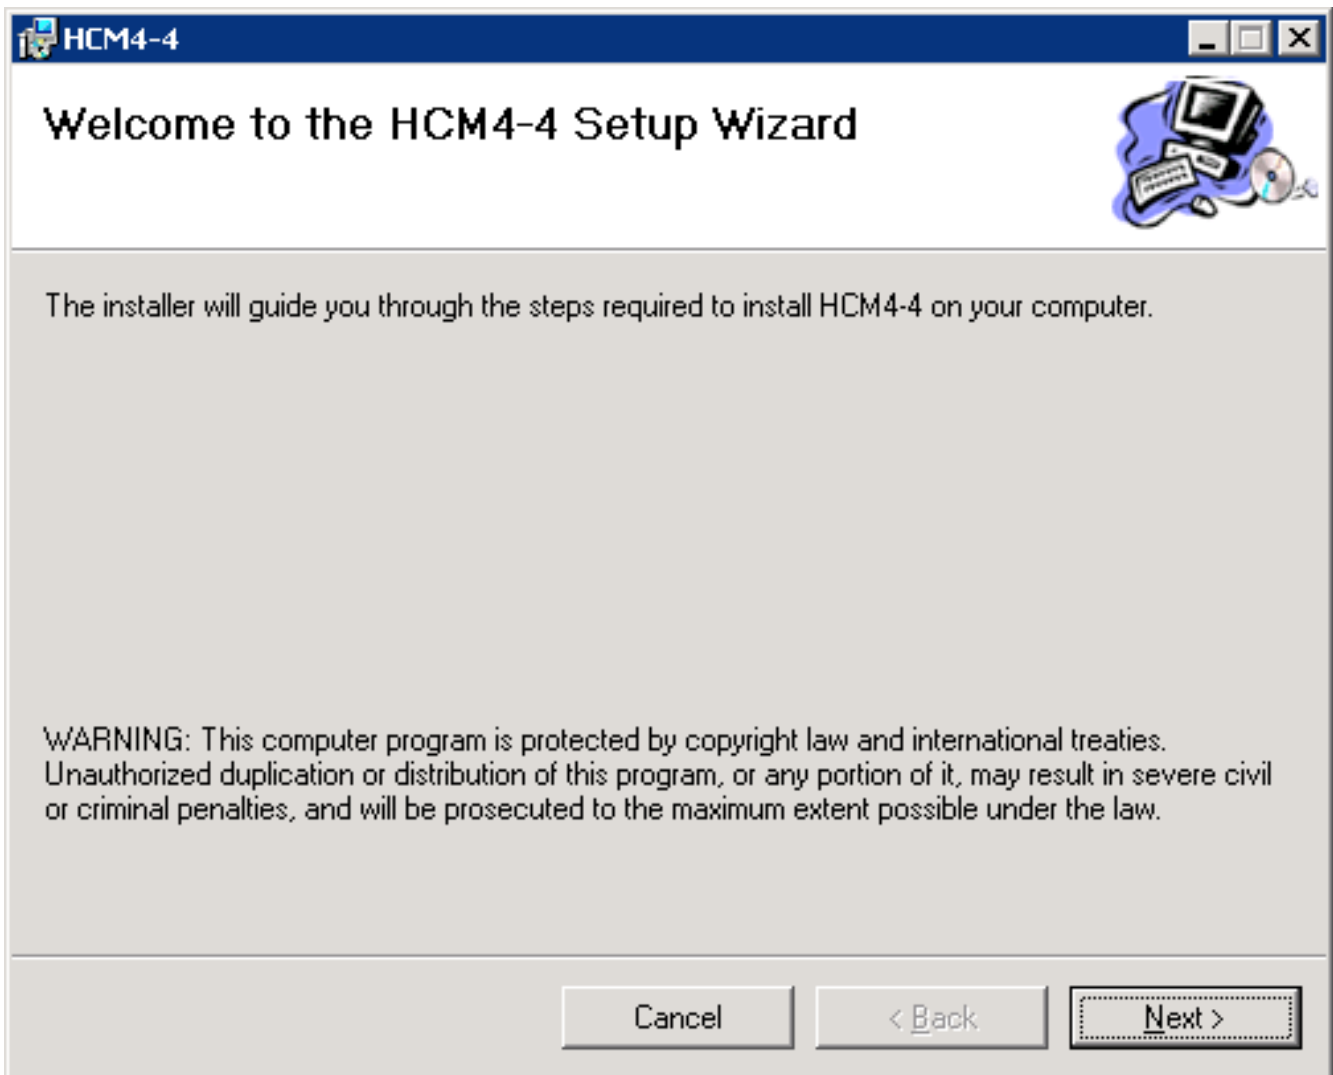 HCM4-4
Welcome to the HCM4-4 Setup Wizard
The installer will guide you through the steps required to install HCM4-4 on your computer.
WARNING: This computer program is protected by copyright law and international treaties.
Unauthorized duplication or distribution of this program, or any portion of it, may result in severe civil
or criminal penalties, and will be prosecuted to the maximum extent possible under the law.
Cancel < Back Next >